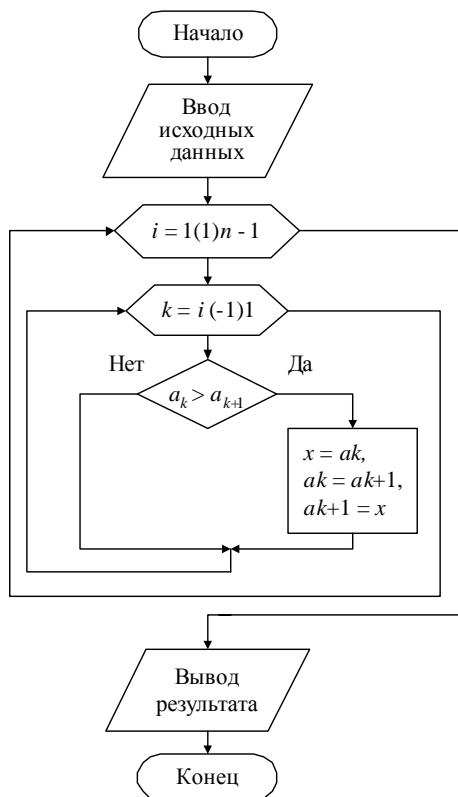 Начало
Ввод
исходных
данных
i = 1(1)n - 1
k = i (-1)1
Нет
Да
a_k > a_{k+1}
x = ak,
ak = ak+1,
ak+1 = x
Вывод
результата
Конец